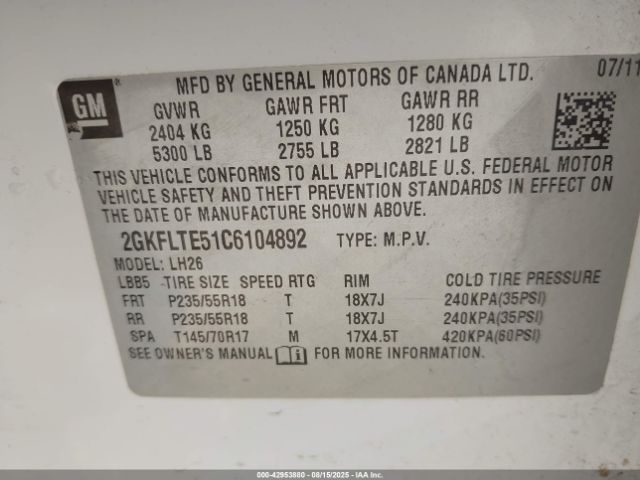 MFD BY GENERAL MOTORS OF CANADA LTD. 07/11
GM
GVWR GAWR FRT GAWR RR
2404 KG 1250 KG 1280 KG
5300 LB 2755 LB 2821 LB
THIS VEHICLE CONFORMS TO ALL APPLICABLE U.S. FEDERAL MOTOR
VEHICLE SAFETY AND THEFT PREVENTION STANDARDS IN EFFECT ON
THE DATE OF MANUFACTURE SHOWN ABOVE.
2GKFLTE51C6104892 TYPE: M.P.V.
MODEL: LH26
LBB5 TIRE SIZE SPEED RTG RIM COLD TIRE PRESSURE
FRT P235/55R18 T 18X7J 240KPA(35PSI)
RR P235/55R18 T 18X7J 240KPA(35PSI)
SPA T145/70R17 M 17X4.5T 420KPA(60PSI)
SEE OWNER'S MANUAL FOR MORE INFORMATION.
000-42953880 - 08/15/2025 - IAA Inc.